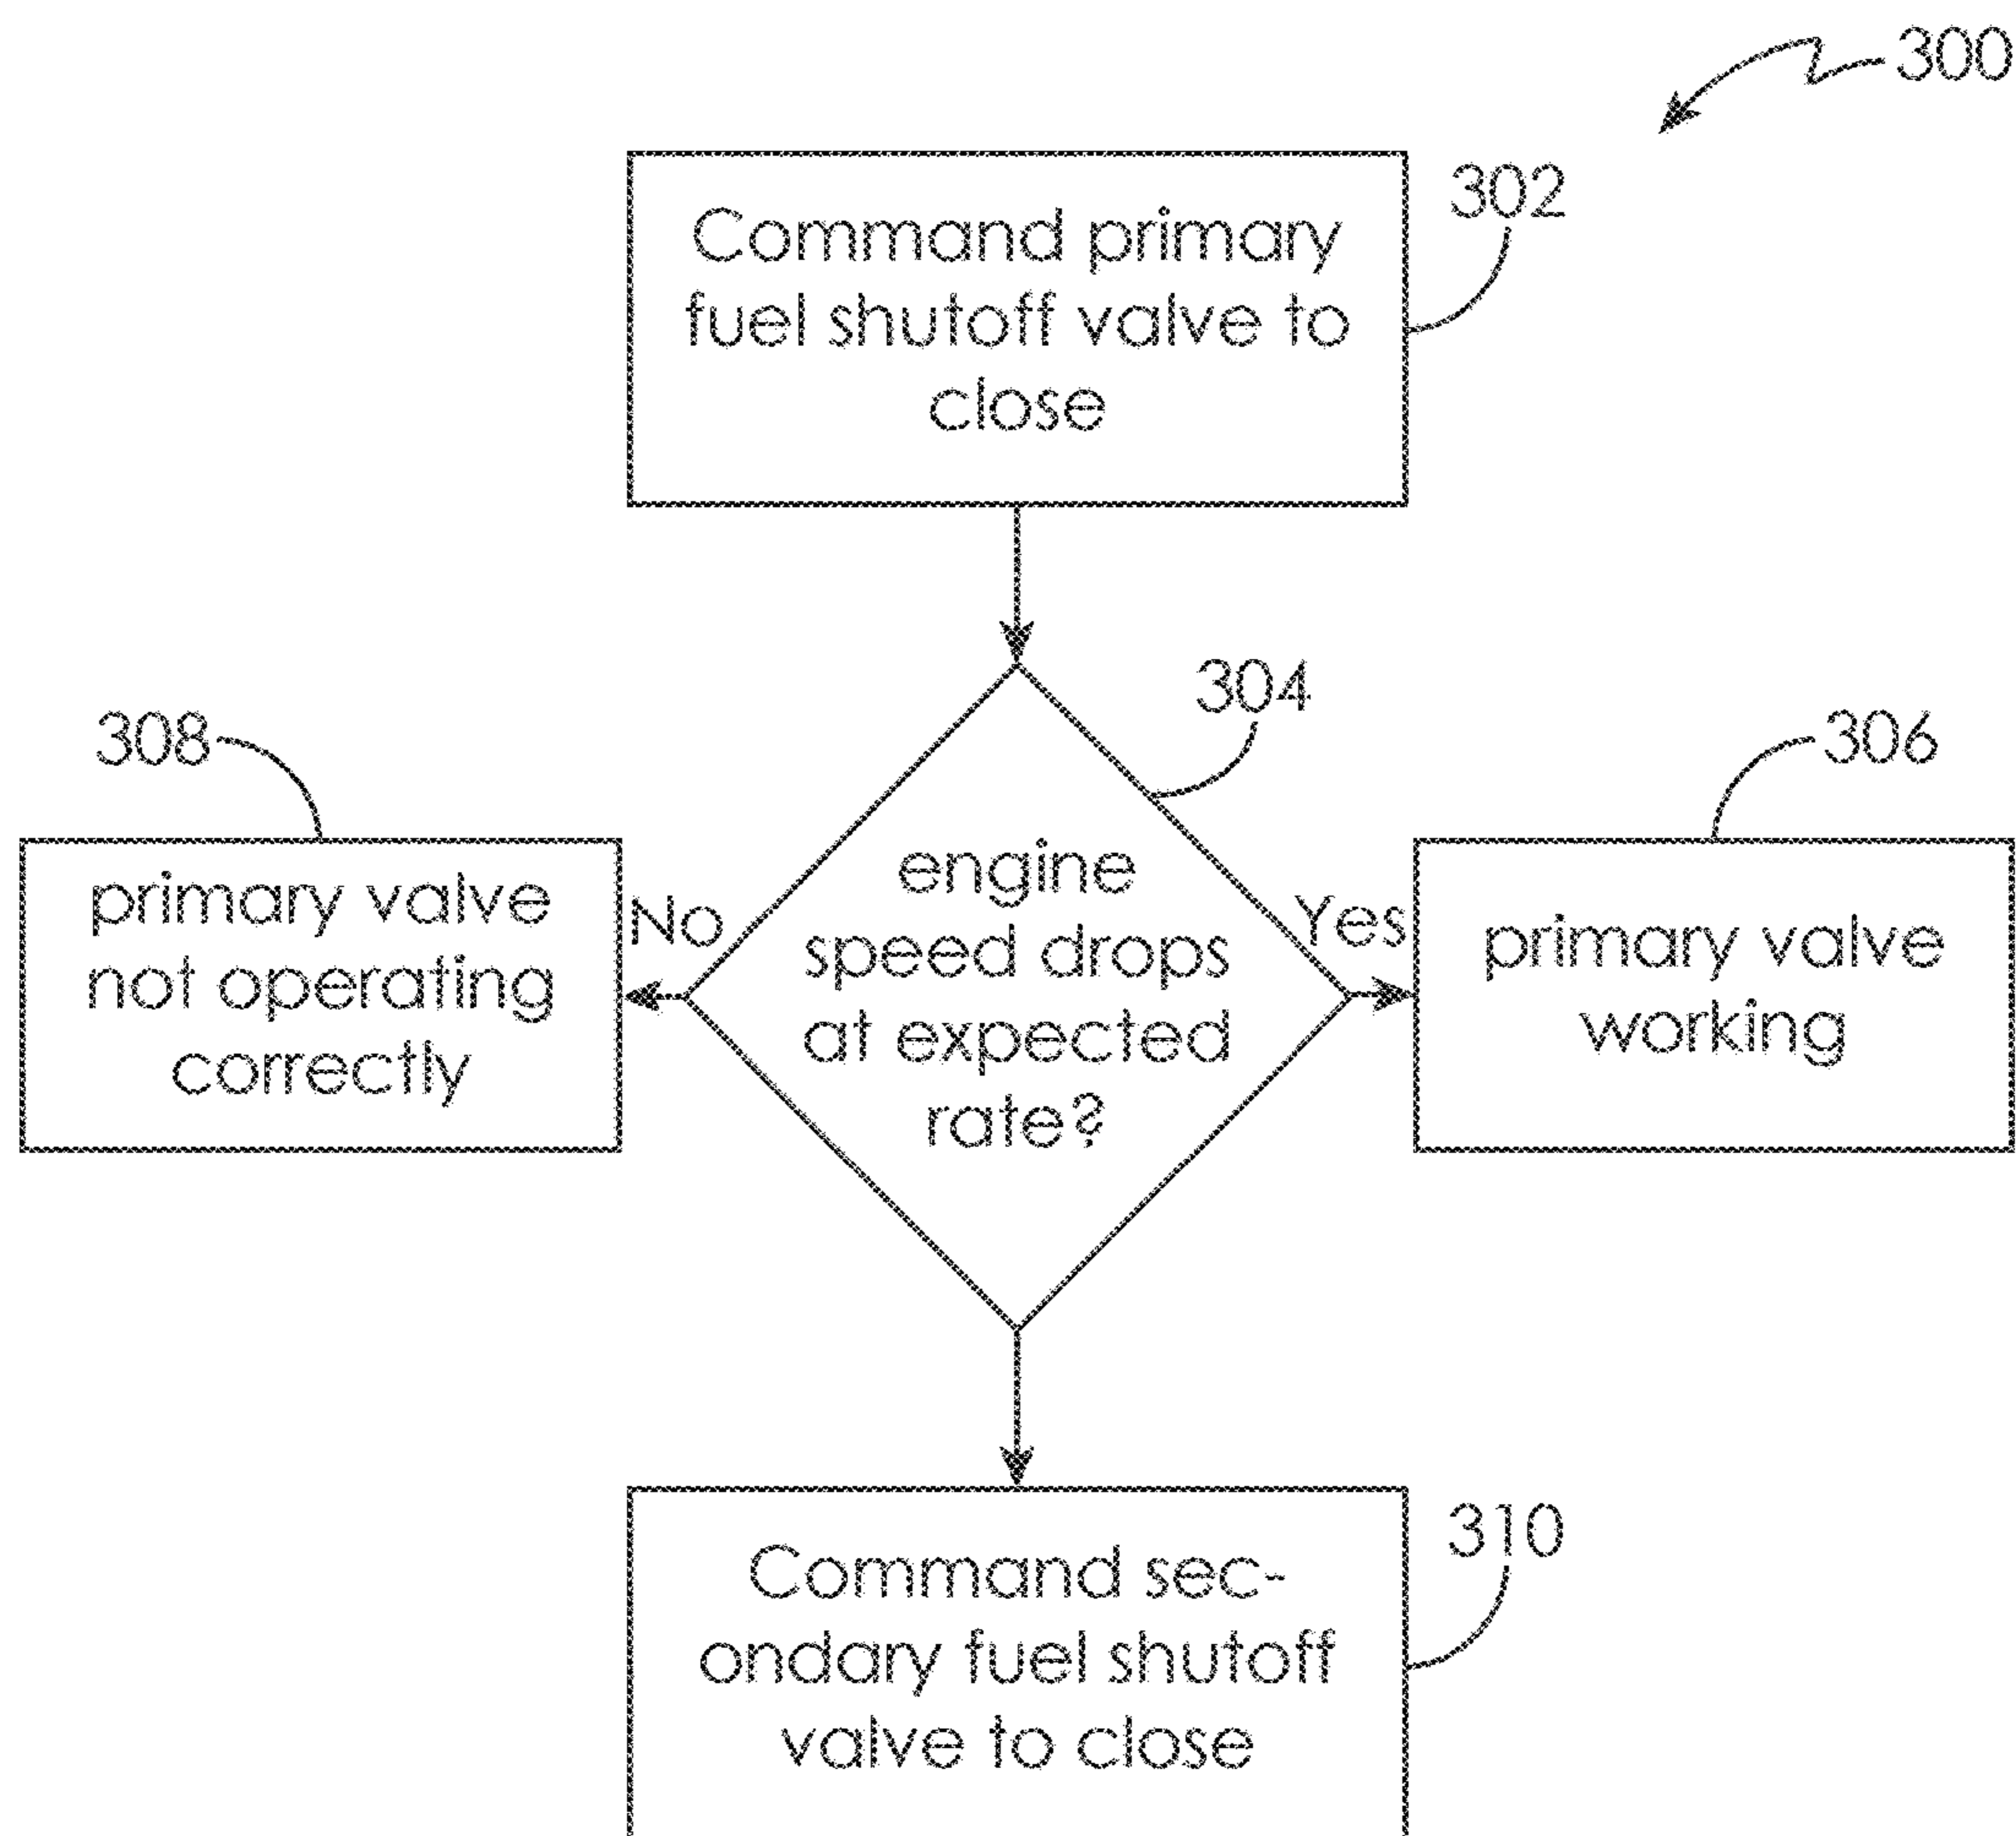 300
302
Command primary
fuel shutoff valve to
close
304
308
306
engine
speed drops
at expected
rate?
No
Yes
primary valve
not operating
correctly
primary valve
working
310
Command sec-
ondary fuel shutoff
valve to close